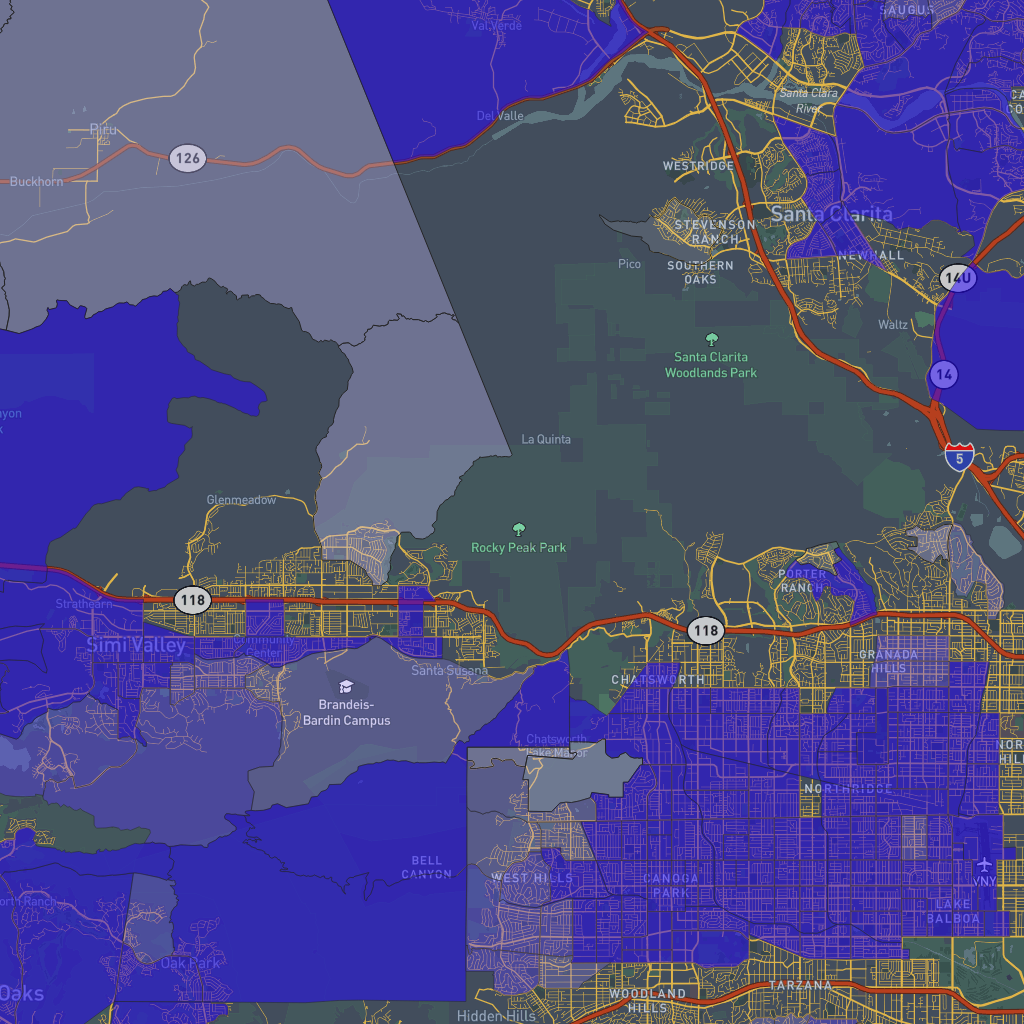 SAUGUS
Valverde
Santa Clara
River
Del Valle
Piru
126
WESTRIDGE
Buckhorn
Santa Clarita
STEVENSON
RANCH
NEWHALL
Pico
SOUTHERN
OAKS
14U
Waltz
Santa Clarita
Woodlands Park
14
La Quinta
5
Glenmeadow
Rocky Peak Park
PORTER
RANCH
118
Strathearn
118
Simi Valley
Center
GRANADA
HILLS
Santa Susana
CHATSWORTH
Brandeis-
Bardin Campus
Chatsworth
Lake Manor
NORTHRIDGE
BELL
CANYON
WEST HILLS
CANOGA
PARK
VNY
LAKE
BALBOA
Oak Park
Oaks
TARZANA
WOODLAND
HILLS
Hidden Hills